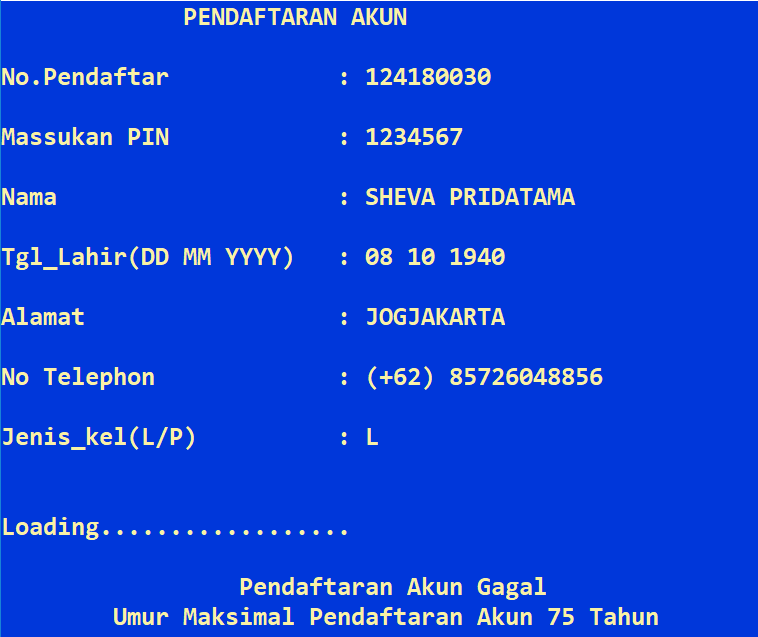 PENDAFTARAN AKUN
No.Pendaftar : 124180030
Massukan PIN : 1234567
Nama : SHEVA PRIDATAMA
Tgl_Lahir(DD MM YYYY) : 08 10 1940
Alamat : JOGJAKARTA
No Telephon : (+62) 85726048856
Jenis_kel(L/P) : L
Loading..................
Pendaftaran Akun Gagal
Umur Maksimal Pendaftaran Akun 75 Tahun